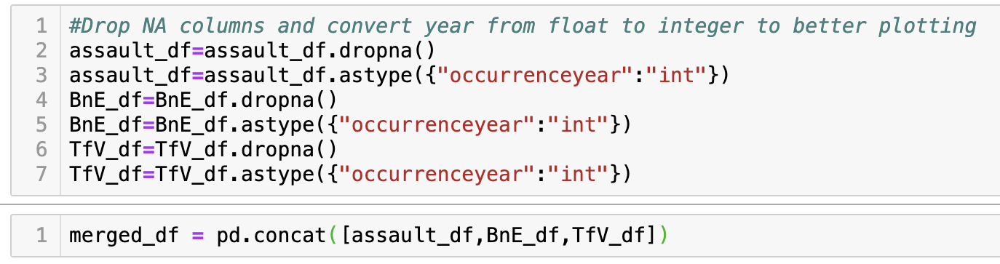 1 #Drop NA columns and convert year from float to integer to better plotting
2 assault_df=assault_df.dropna()
3 assault_df=assault_df.astype({"occurrenceyear":"int"})
4 BnE_df=BnE_df.dropna()
5 BnE_df=BnE_df.astype({"occurrenceyear":"int"})
6 TfV_df=TfV_df.dropna()
7 TfV_df=TfV_df.astype({"occurrenceyear":"int"})
1 merged_df = pd.concat([assault_df,BnE_df,TfV_df])